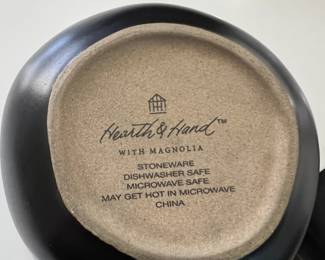 Hearth & Hand™
WITH MAGNOLIA
STONEWARE
DISHWASHER SAFE
MICROWAVE SAFE
MAY GET HOT IN MICROWAVE
CHINA